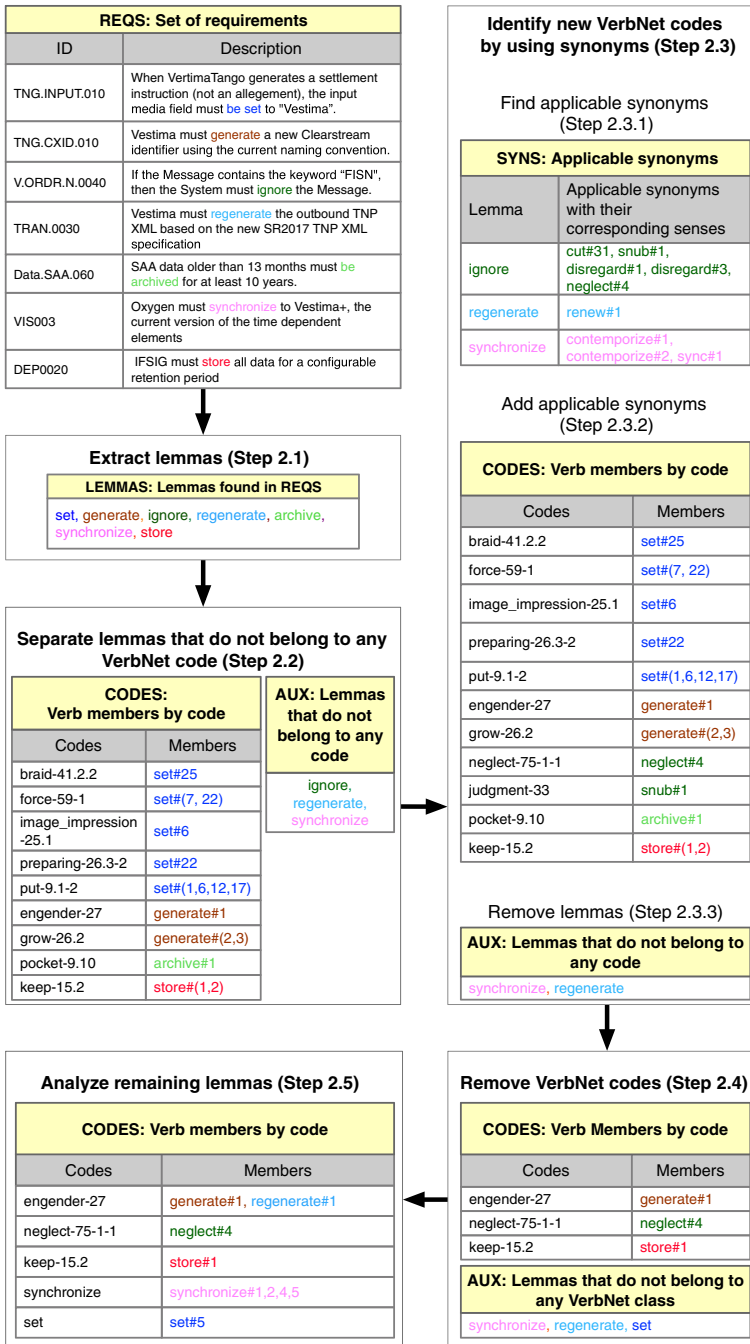 REQS: Set of requirements
ID Description
TNG.INPUT.010
When VertimaTango generates a settlement
instruction (not an allegement), the input
media field must be set to "Vestima".
TNG.CXID.010
Vestima must generate a new Clearstream
identifier using the current naming convention.
V.ORDR.N.0040
If the Message contains the keyword “FISN",
then the System must ignore the Message.
TRAN.0030
Vestima must regenerate the outbound TNP
XML based on the new SR2017 TNP XML
specification
Data.SAA.060
SAA data older than 13 months must be
archived for at least 10 years.
VIS003
Oxygen must synchronize to Vestima+, the
current version of the time dependent
elements
DEP0020
IFSIG must store all data for a configurable
retention period
Extract lemmas (Step 2.1)
LEMMAS: Lemmas found in REQS
set, generate, ignore, regenerate, archive,
synchronize, store
Separate lemmas that do not belong to any
VerbNet code (Step 2.2)
CODES:
Verb members by code
Codes Members
braid-41.2.2 set#25
force-59-1 set#(7, 22)
image_impression
-25.1
set#6
preparing-26.3-2 set#22
put-9.1-2 set#(1,6,12,17)
engender-27 generate#1
grow-26.2 generate#(2,3)
pocket-9.10 archive#1
keep-15.2 store#(1,2)
AUX: Lemmas
that do not
belong to any
code
ignore,
regenerate,
synchronize
Identify new VerbNet codes
by using synonyms (Step 2.3)
Find applicable synonyms
(Step 2.3.1)
SYNS: Applicable synonyms
Lemma
Applicable synonyms
with their
corresponding senses
ignore
cut#31, snub#1,
disregard#1, disregard#3,
neglect#4
regenerate renew#1
synchronize
contemporize#1,
contemporize#2, sync#1
Add applicable synonyms
(Step 2.3.2)
CODES: Verb members by code
Codes Members
braid-41.2.2 set#25
force-59-1 set#(7, 22)
image_impression-25.1 set#6
preparing-26.3-2 set#22
put-9.1-2 set#(1,6,12,17)
engender-27 generate#1
grow-26.2 generate#(2,3)
neglect-75-1-1 neglect#4
judgment-33 snub#1
pocket-9.10 archive#1
keep-15.2 store#(1,2)
Remove lemmas (Step 2.3.3)
AUX: Lemmas that do not belong to
any code
synchronize, regenerate
Remove VerbNet codes (Step 2.4)
CODES: Verb Members by code
Codes Members
engender-27 generate#1
neglect-75-1-1 neglect#4
keep-15.2 store#1
AUX: Lemmas that do not belong to
any VerbNet class
synchronize, regenerate, set
Analyze remaining lemmas (Step 2.5)
CODES: Verb members by code
Codes Members
engender-27 generate#1, regenerate#1
neglect-75-1-1 neglect#4
keep-15.2 store#1
synchronize synchronize#1,2,4,5
set set#5